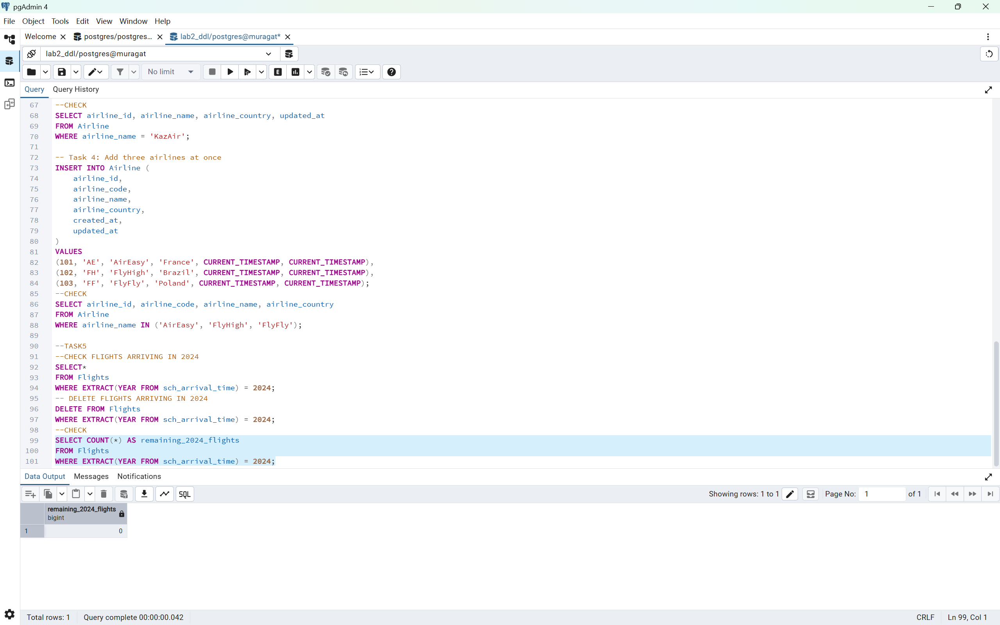 pgAdmin 4
File Object Tools Edit View Window Help
Welcome postgres/postgres... lab2_ddl/postgres@muragat*
lab2_ddl/postgres@muragat
No limit
Query Query History
67 --CHECK
68 SELECT airline_id, airline_name, airline_country, updated_at
69 FROM Airline
70 WHERE airline_name = 'KazAir';
71
72 -- Task 4: Add three airlines at once
73 INSERT INTO Airline (
74 airline_id,
75 airline_code,
76 airline_name,
77 airline_country,
78 created_at,
79 updated_at
80 )
81 VALUES
82 (101, 'AE', 'AirEasy', 'France', CURRENT_TIMESTAMP, CURRENT_TIMESTAMP),
83 (102, 'FH', 'FlyHigh', 'Brazil', CURRENT_TIMESTAMP, CURRENT_TIMESTAMP),
84 (103, 'FF', 'FlyFly', 'Poland', CURRENT_TIMESTAMP, CURRENT_TIMESTAMP);
85 --CHECK
86 SELECT airline_id, airline_code, airline_name, airline_country
87 FROM Airline
88 WHERE airline_name IN ('AirEasy', 'FlyHigh', 'FlyFly');
89
90 --TASK5
91 --CHECK FLIGHTS ARRIVING IN 2024
92 SELECT*
93 FROM Flights
94 WHERE EXTRACT(YEAR FROM sch_arrival_time) = 2024;
95 -- DELETE FLIGHTS ARRIVING IN 2024
96 DELETE FROM Flights
97 WHERE EXTRACT(YEAR FROM sch_arrival_time) = 2024;
98 --CHECK
99 SELECT COUNT(*) AS remaining_2024_flights
100 FROM Flights
101 WHERE EXTRACT(YEAR FROM sch_arrival_time) = 2024;
Data Output Messages Notifications
SQL Showing rows: 1 to 1 Page No: 1 of 1
remaining_2024_flights
bigint
1 0
Total rows: 1 Query complete 00:00:00.042 CRLF Ln 99, Col 1